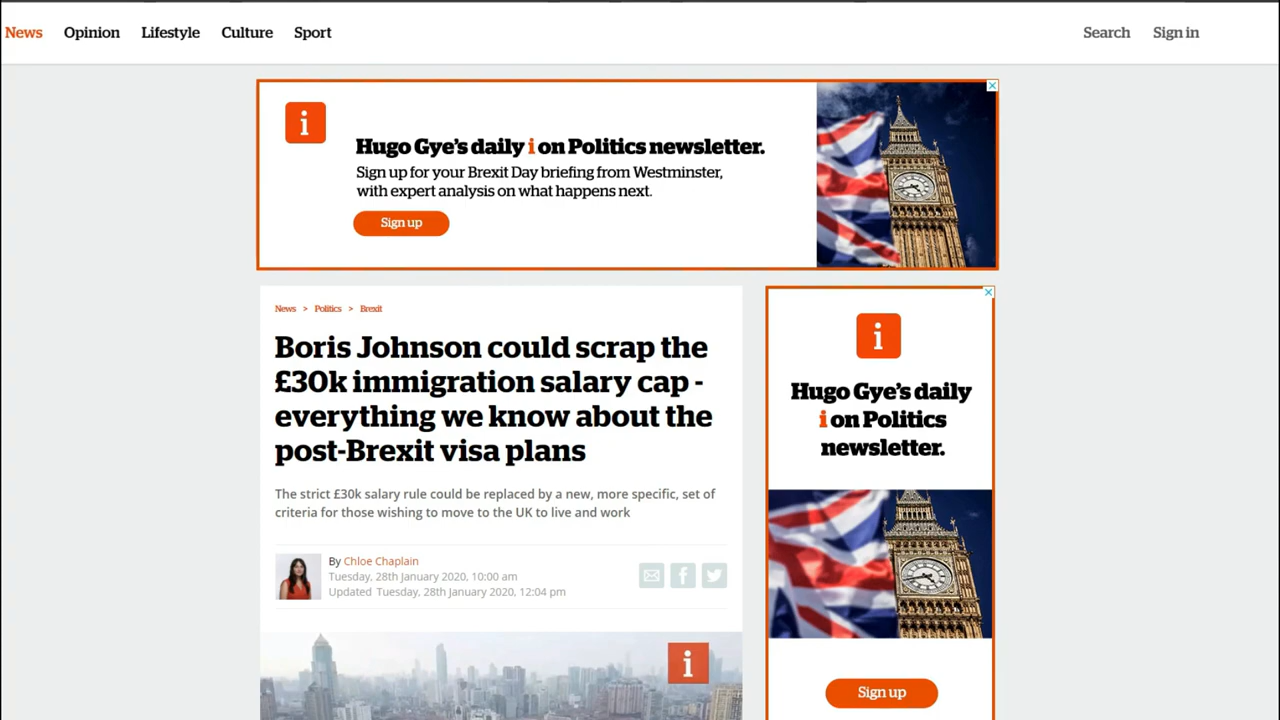 News Opinion Lifestyle Culture Sport Search Sign in
i
Hugo Gye's daily i on Politics newsletter.
Sign up for your Brexit Day briefing from Westminster,
with expert analysis on what happens next.
Sign up
News > Politics > Brexit
Boris Johnson could scrap the
£30k immigration salary cap -
everything we know about the
post-Brexit visa plans
The strict £30k salary rule could be replaced by a new, more specific, set of
criteria for those wishing to move to the UK to live and work
By Chloe Chaplain
Tuesday, 28th January 2020, 10:00 am
Updated Tuesday, 28th January 2020, 12:04 pm
i
i
Hugo Gye's daily
i on Politics
newsletter.
Sign up